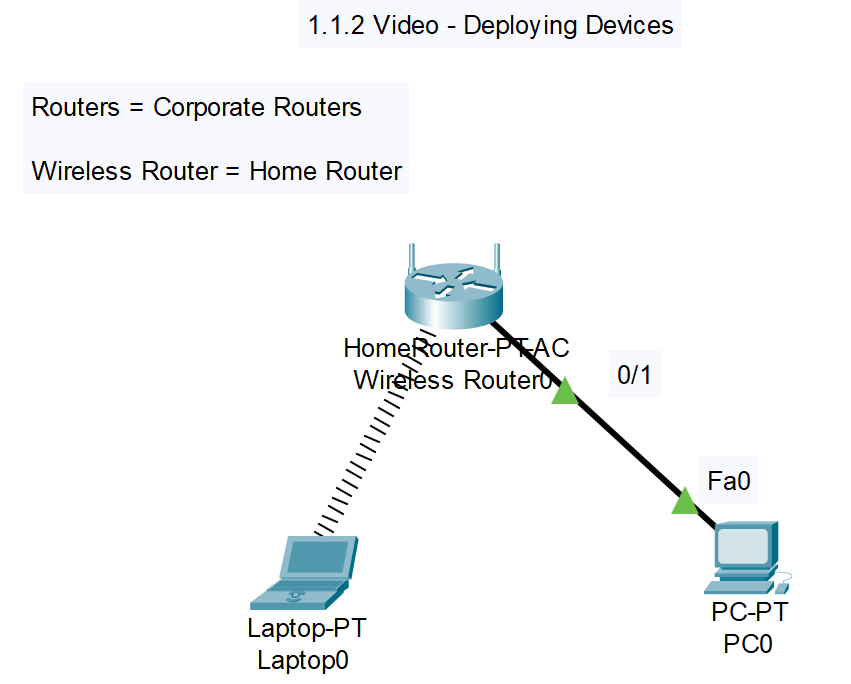 1.1.2 Video - Deploying Devices
Routers = Corporate Routers
Wireless Router = Home Router
HomeRouter-PT-AC
Wireless Router0
0/1
Fa0
Laptop-PT
Laptop0
PC-PT
PC0